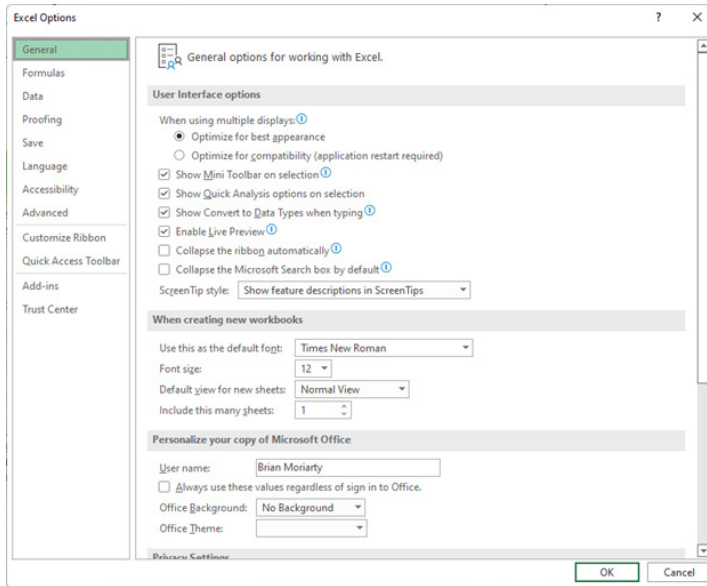 Excel Options
?
General
Formulas
Data
Proofing
Save
Language
Accessibility
Advanced
Customize Ribbon
Quick Access Toolbar
Add-ins
Trust Center
General options for working with Excel.
User Interface options
When using multiple displays:
Optimize for best appearance
Optimize for compatibility (application restart required)
Show Mini Toolbar on selection
Show Quick Analysis options on selection
Show Convert to Data Types when typing
Enable Live Preview
Collapse the ribbon automatically
Collapse the Microsoft Search box by default
ScreenTip style: Show feature descriptions in ScreenTips
When creating new workbooks
Use this as the default font: Times New Roman
Font size: 12
Default view for new sheets: Normal View
Include this many sheets: 1
Personalize your copy of Microsoft Office
User name: Brian Moriarty
Always use these values regardless of sign in to Office.
Office Background: No Background
Office Theme:
Privacy Settings
OK Cancel